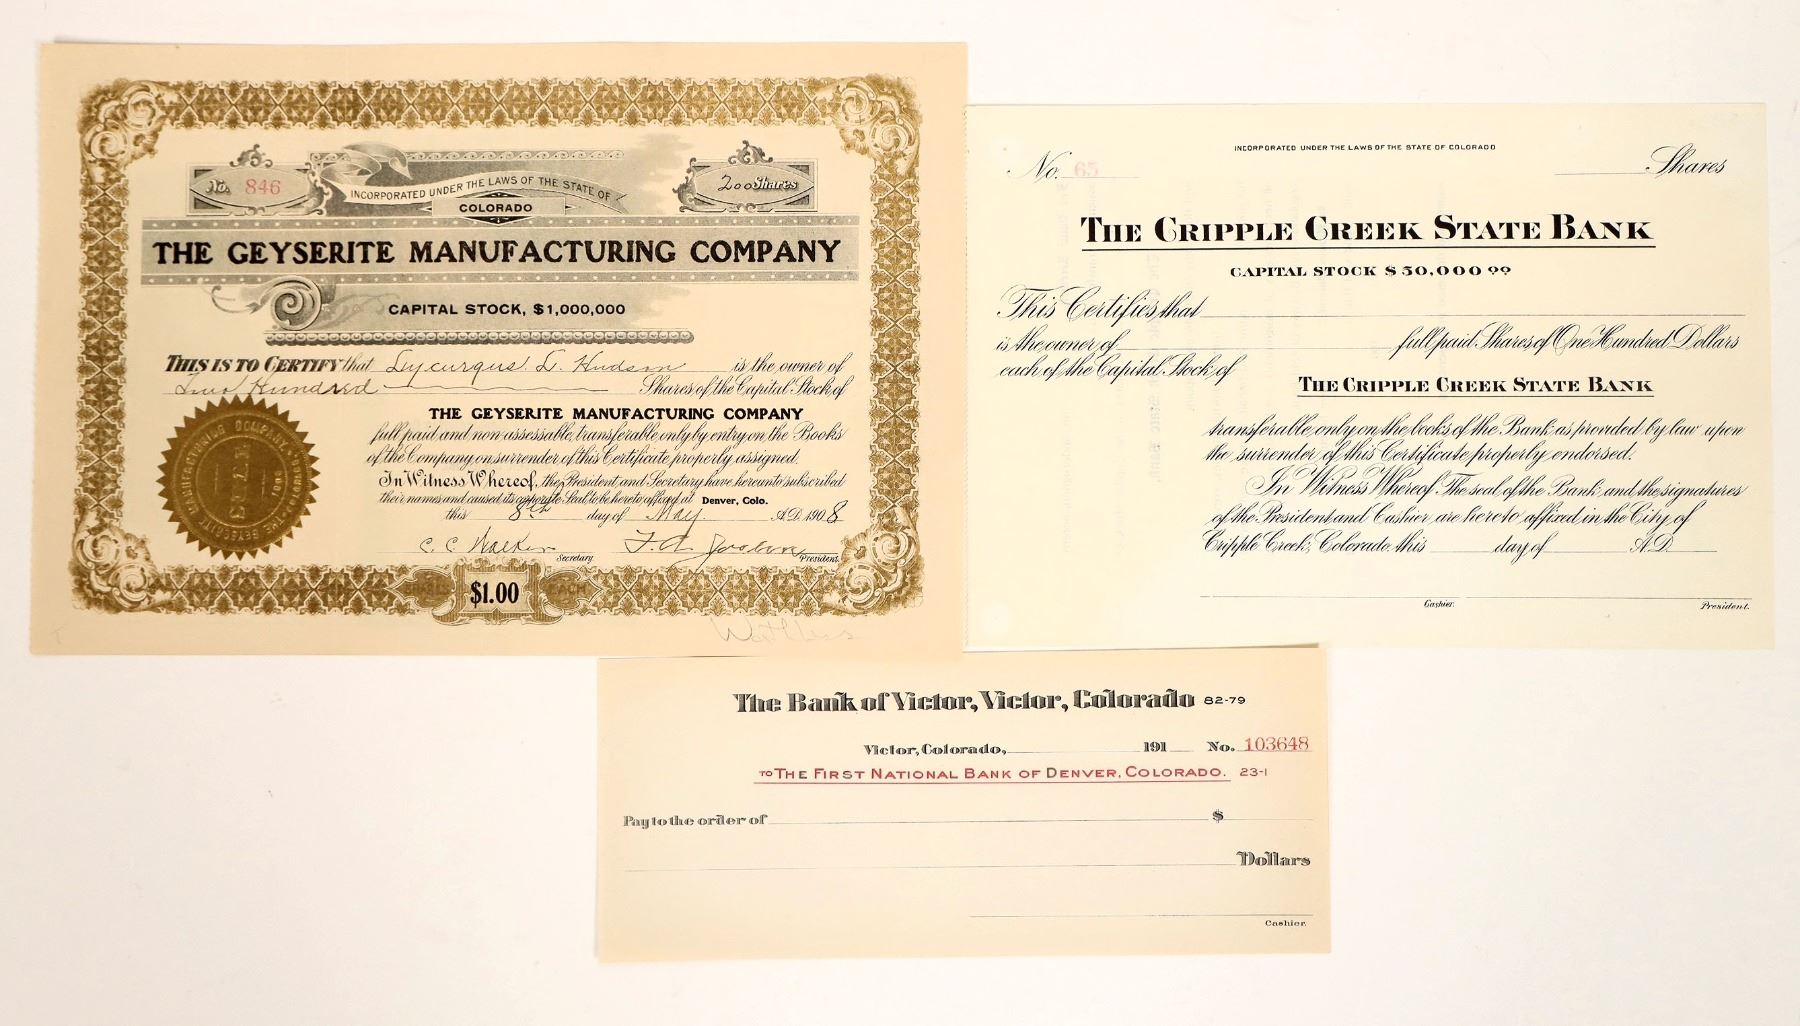 No. 846
200 Shares
INCORPORATED UNDER THE LAWS OF THE STATE OF
COLORADO
THE GEYSERITE MANUFACTURING COMPANY
CAPITAL STOCK, $1,000,000
THIS IS TO CERTIFY that Lycurgus L. Hudson is the owner of
Two Hundred Shares of the Capital Stock of
THE GEYSERITE MANUFACTURING COMPANY
full paid and non-assessable, transferable only by entry on the Books
of the Company on surrender of this Certificate properly assigned.
In Witness Whereof, the President and Secretary have hereunto subscribed
their names and caused its corporate Seal to be hereto affixed at Denver, Colo.
this 8th day of May A.D. 1908
C. C. Walker Secretary
President.
SHARES $1.00 EACH
INCORPORATED UNDER THE LAWS OF THE STATE OF COLORADO
No. 65
Shares
THE CRIPPLE CREEK STATE BANK
CAPITAL STOCK $50,000 00
This Certifies that
is the owner of full paid Shares of One Hundred Dollars
each of the Capital Stock of
THE CRIPPLE CREEK STATE BANK
transferable only on the books of the Bank as provided by law upon
the surrender of this Certificate properly endorsed.
In Witness Whereof The seal of the Bank and the signatures
of the President and Cashier are hereto affixed in the City of
Cripple Creek, Colorado this day of A.D.
Cashier. President.
The Bank of Victor, Victor, Colorado 82-79
Victor, Colorado, 191 No. 103648
TO THE FIRST NATIONAL BANK OF DENVER, COLORADO. 23-1
Pay to the order of $
Dollars
Cashier.